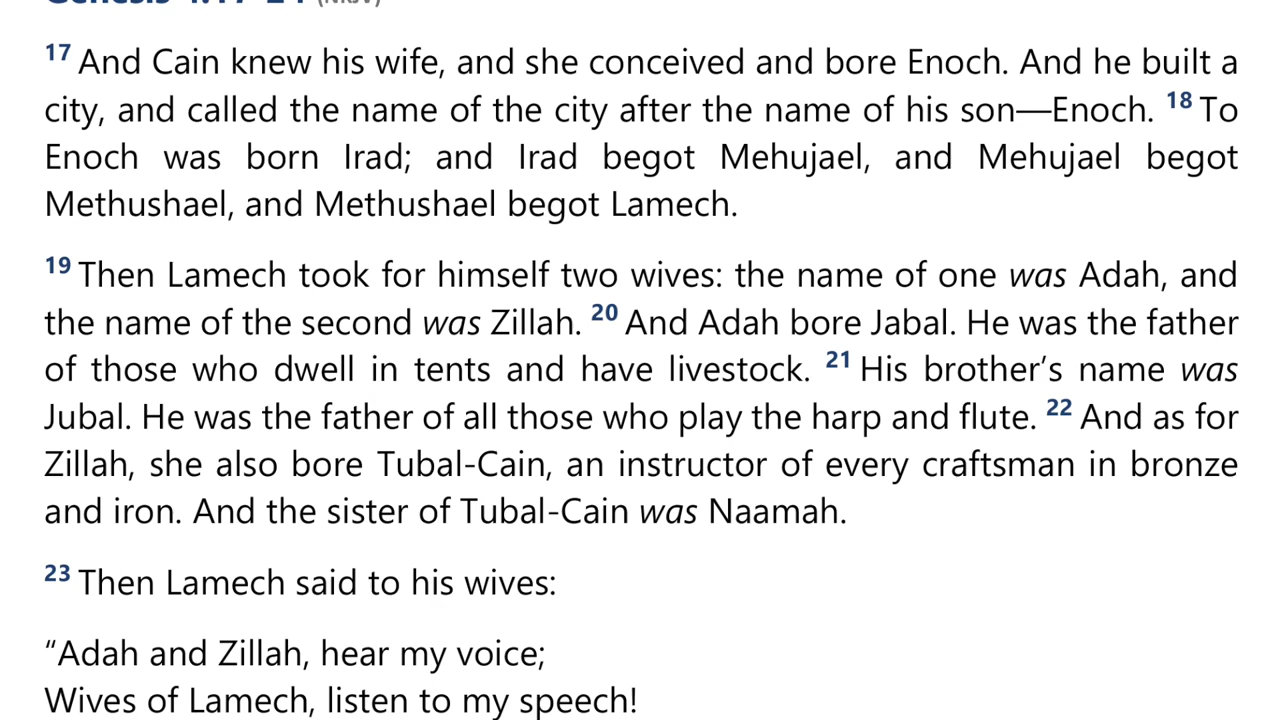 17 And Cain knew his wife, and she conceived and bore Enoch. And he built a
city, and called the name of the city after the name of his son—Enoch. 18 To
Enoch was born Irad; and Irad begot Mehujael, and Mehujael begot
Methushael, and Methushael begot Lamech.
19 Then Lamech took for himself two wives: the name of one was Adah, and
the name of the second was Zillah. 20 And Adah bore Jabal. He was the father
of those who dwell in tents and have livestock. 21 His brother’s name was
Jubal. He was the father of all those who play the harp and flute. 22 And as for
Zillah, she also bore Tubal-Cain, an instructor of every craftsman in bronze
and iron. And the sister of Tubal-Cain was Naamah.
23 Then Lamech said to his wives:
“Adah and Zillah, hear my voice;
Wives of Lamech, listen to my speech!